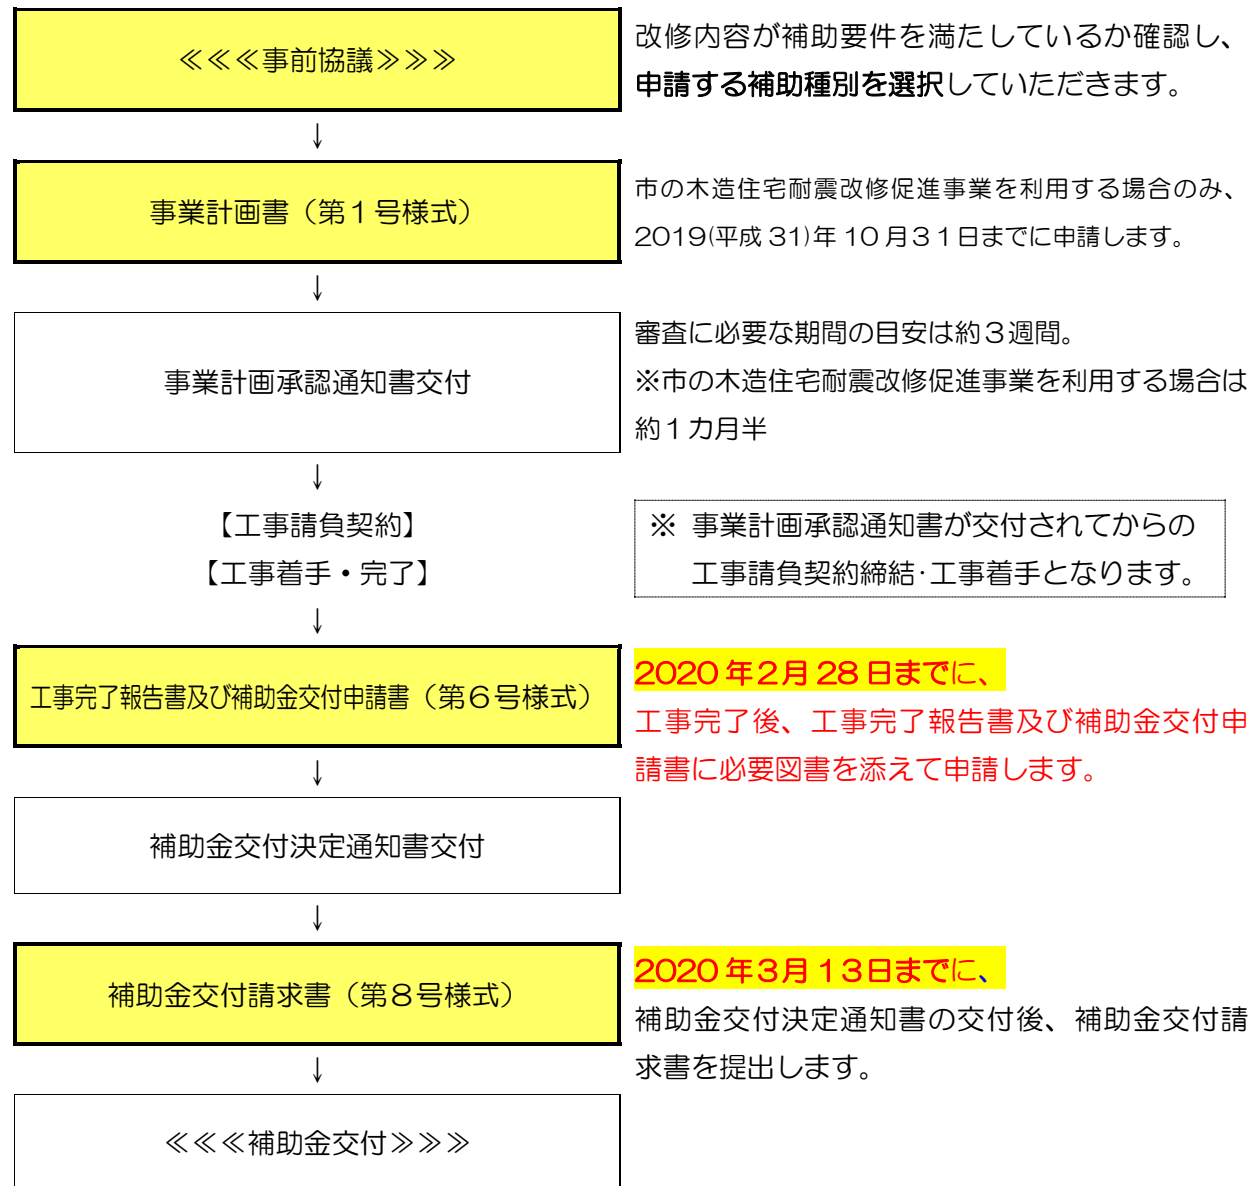 ≪≪≪事前協議≫≫≫
改修内容が補助要件を満たしているか確認し、
申請する補助種別を選択していただきます。
↓
事業計画書（第１号様式）
市の木造住宅耐震改修促進事業を利用する場合のみ、
2019(平成 31)年 10 月３１日までに申請します。
↓
事業計画承認通知書交付
審査に必要な期間の目安は約３週間。
※市の木造住宅耐震改修促進事業を利用する場合は
約１カ月半
↓
【工事請負契約】
【工事着手・完了】
※ 事業計画承認通知書が交付されてからの
工事請負契約締結･工事着手となります。
↓
工事完了報告書及び補助金交付申請書（第６号様式）
2020 年２月 28 日までに、
工事完了後、工事完了報告書及び補助金交付申
請書に必要図書を添えて申請します。
↓
補助金交付決定通知書交付
↓
補助金交付請求書（第８号様式）
2020 年３月 13日までに、
補助金交付決定通知書の交付後、補助金交付請
求書を提出します。
↓
≪≪≪補助金交付≫≫≫